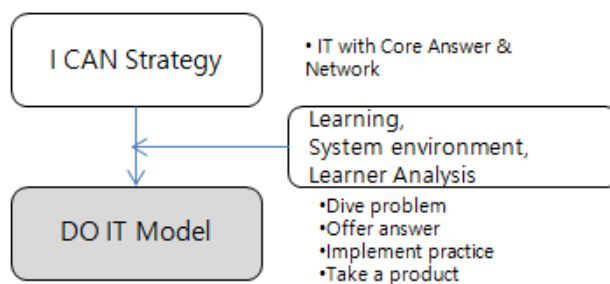 I CAN Strategy
• IT with Core Answer &
Network
Learning,
System environment,
Learner Analysis
DO IT Model
•Dive problem
•Offer answer
•Implement practice
•Take a product